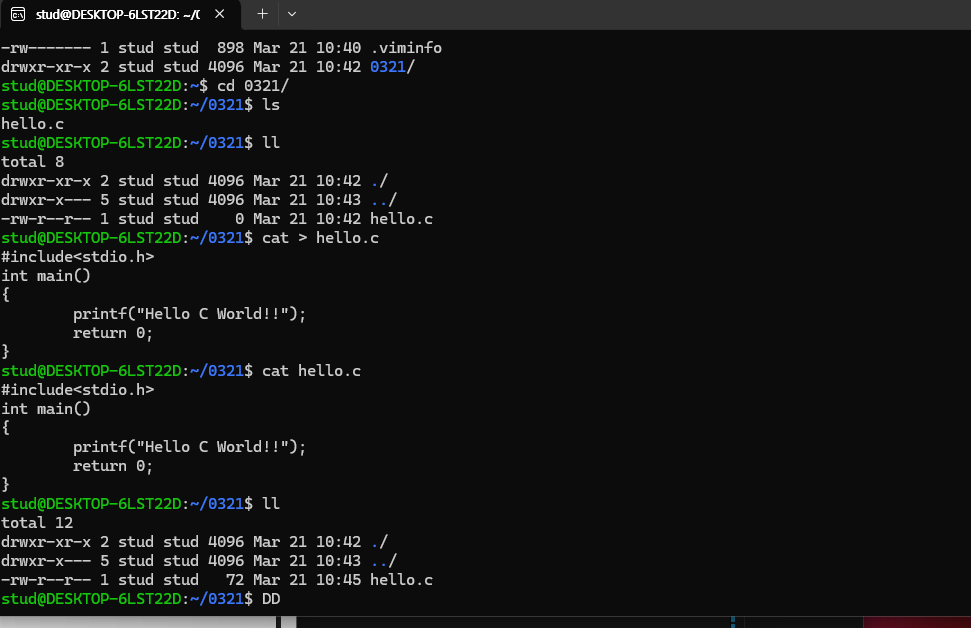 stud@DESKTOP-6LST22D: ~/0
-rw------- 1 stud stud  898 Mar 21 10:40 .viminfo
drwxr-xr-x 2 stud stud 4096 Mar 21 10:42 0321/
stud@DESKTOP-6LST22D:~$ cd 0321/
stud@DESKTOP-6LST22D:~/0321$ ls
hello.c
stud@DESKTOP-6LST22D:~/0321$ ll
total 8
drwxr-xr-x 2 stud stud 4096 Mar 21 10:42 ./
drwxr-x--- 5 stud stud 4096 Mar 21 10:43 ../
-rw-r--r-- 1 stud stud    0 Mar 21 10:42 hello.c
stud@DESKTOP-6LST22D:~/0321$ cat > hello.c
#include<stdio.h>
int main()
{
        printf("Hello C World!!");
        return 0;
}
stud@DESKTOP-6LST22D:~/0321$ cat hello.c
#include<stdio.h>
int main()
{
        printf("Hello C World!!");
        return 0;
}
stud@DESKTOP-6LST22D:~/0321$ ll
total 12
drwxr-xr-x 2 stud stud 4096 Mar 21 10:42 ./
drwxr-x--- 5 stud stud 4096 Mar 21 10:43 ../
-rw-r--r-- 1 stud stud   72 Mar 21 10:45 hello.c
stud@DESKTOP-6LST22D:~/0321$ DD